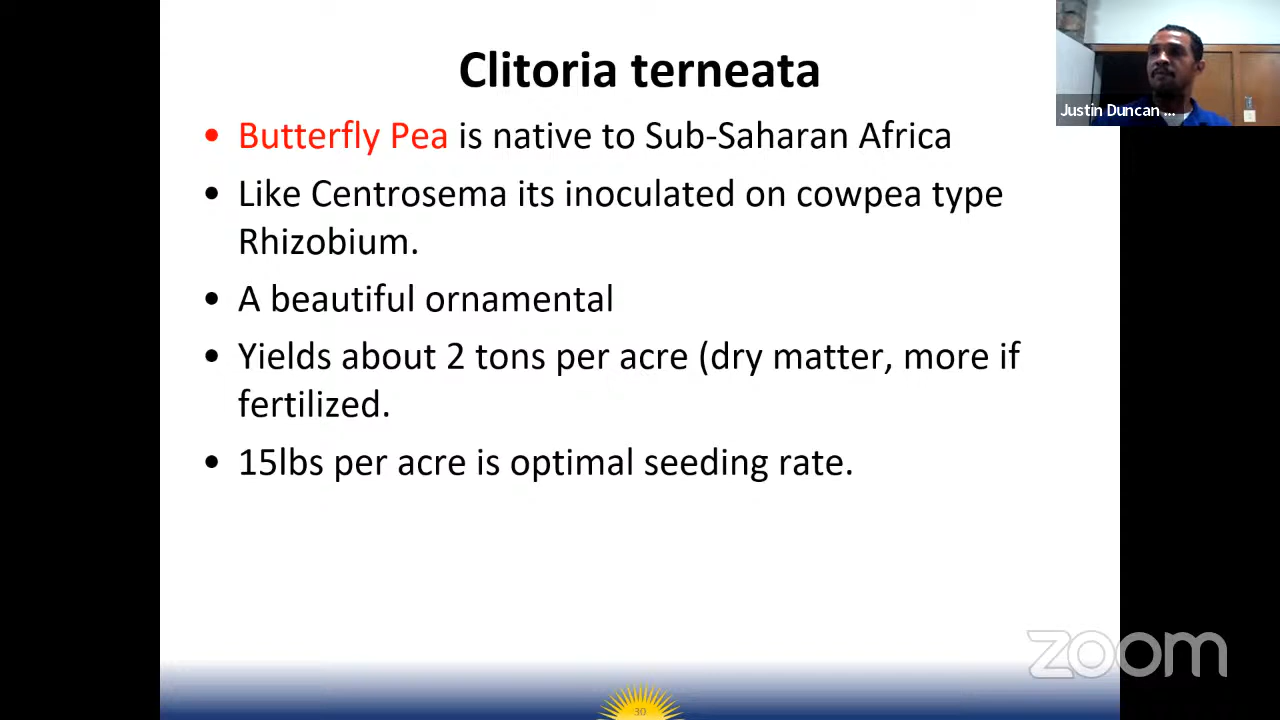 Clitoria terneata
Justin Duncan ...
• Butterfly Pea is native to Sub-Saharan Africa
• Like Centrosema its inoculated on cowpea type
Rhizobium.
• A beautiful ornamental
• Yields about 2 tons per acre (dry matter, more if
fertilized.
• 15lbs per acre is optimal seeding rate.
zoom
30